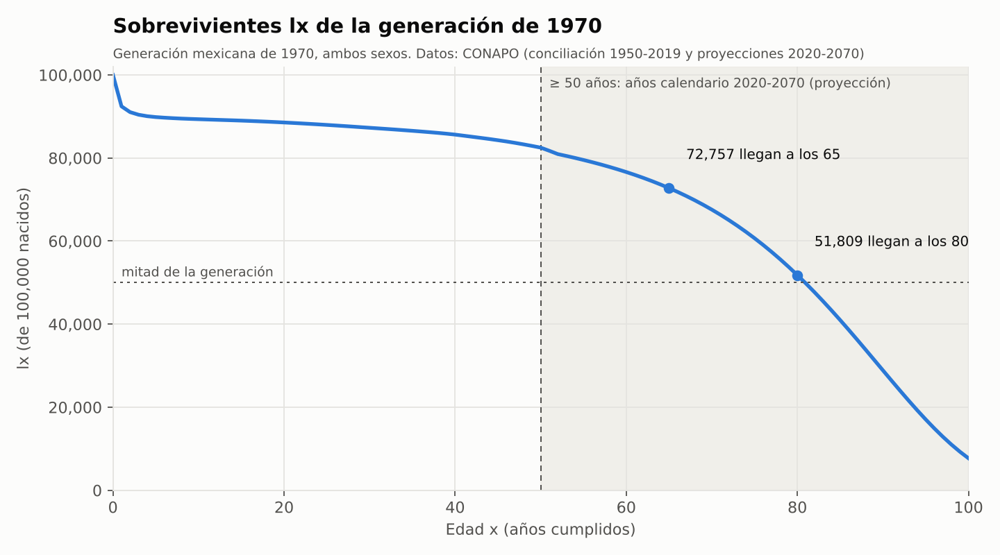 Sobrevivientes lx de la generación de 1970
Generación mexicana de 1970, ambos sexos. Datos: CONAPO (conciliación 1950-2019 y proyecciones 2020-2070)
100,000
≥ 50 años: años calendario 2020-2070 (proyección)
72,757 llegan a los 65
80,000
51,809 llegan a los 80
60,000
mitad de la generación
40,000
20,000
0
lx (de 100,000 nacidos)
0 20 40 60 80 100
Edad x (años cumplidos)